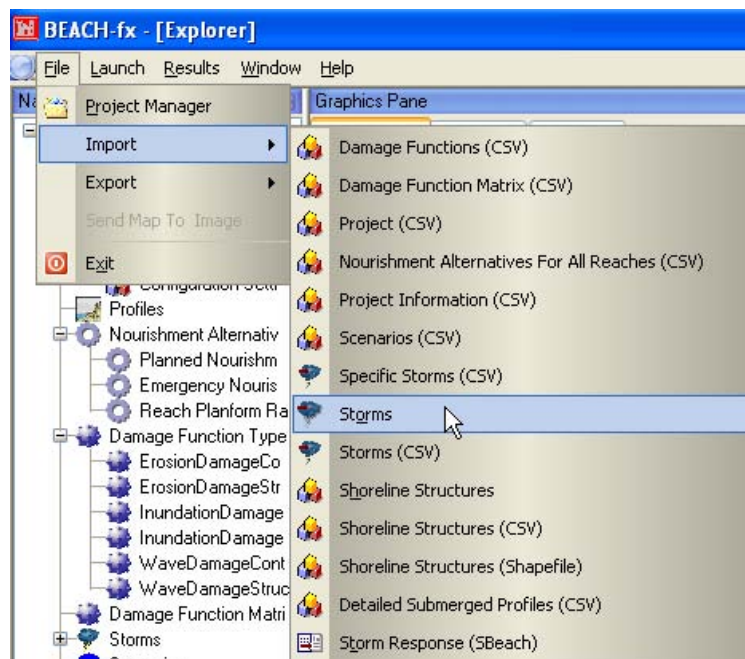 BEACH-fx - [Explorer]
File Launch Results Window Help
Graphics Pane
Project Manager
Import
Export
Send Map To Image
Exit
Damage Functions (CSV)
Damage Function Matrix (CSV)
Project (CSV)
Nourishment Alternatives For All Reaches (CSV)
Project Information (CSV)
Scenarios (CSV)
Specific Storms (CSV)
Storms
Storms (CSV)
Shoreline Structures
Shoreline Structures (CSV)
Shoreline Structures (Shapefile)
Detailed Submerged Profiles (CSV)
Storm Response (SBeach)
Profiles
Nourishment Alternativ
Planned Nourishm
Emergency Nouris
Reach Planform Ra
Damage Function Type
ErosionDamageCo
ErosionDamageStr
InundationDamage
InundationDamage
WaveDamageCont
WaveDamageStruc
Damage Function Matri
Storms